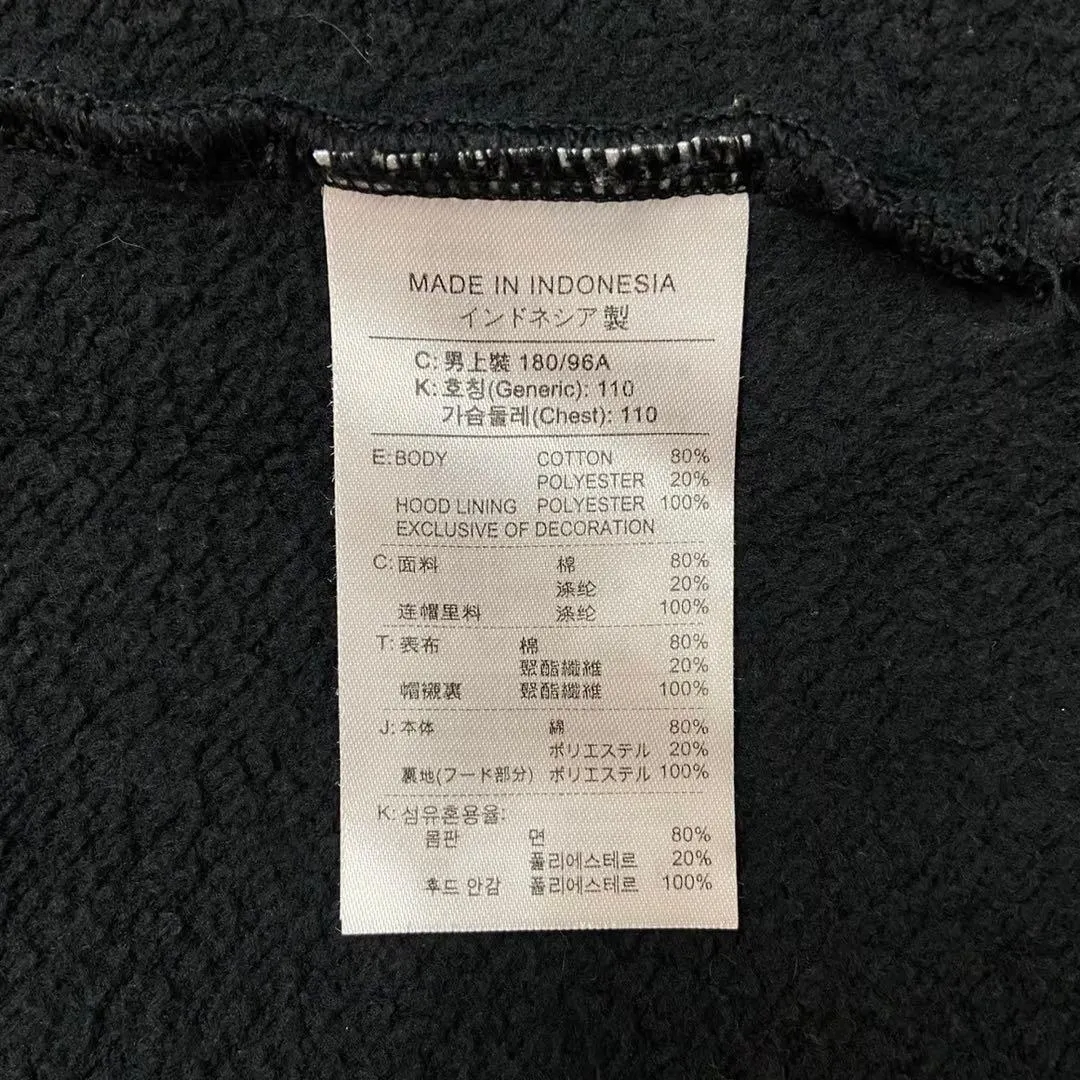 MADE IN INDONESIA
インドネシア製
C: 男上裝 180/96A
K: 호칭(Generic): 110
가슴둘레(Chest): 110
E: BODY COTTON 80%
POLYESTER 20%
HOOD LINING POLYESTER 100%
EXCLUSIVE OF DECORATION
C: 面料 棉 80%
涤纶 20%
连帽里料 涤纶 100%
T: 表布 棉 80%
聚酯纖維 20%
帽襯裏 聚酯纖維 100%
J: 本体 綿 80%
ポリエステル 20%
裏地(フード部分) ポリエステル 100%
K: 섬유혼용율:
몸판 면 80%
폴리에스테르 20%
후드 안감 폴리에스테르 100%